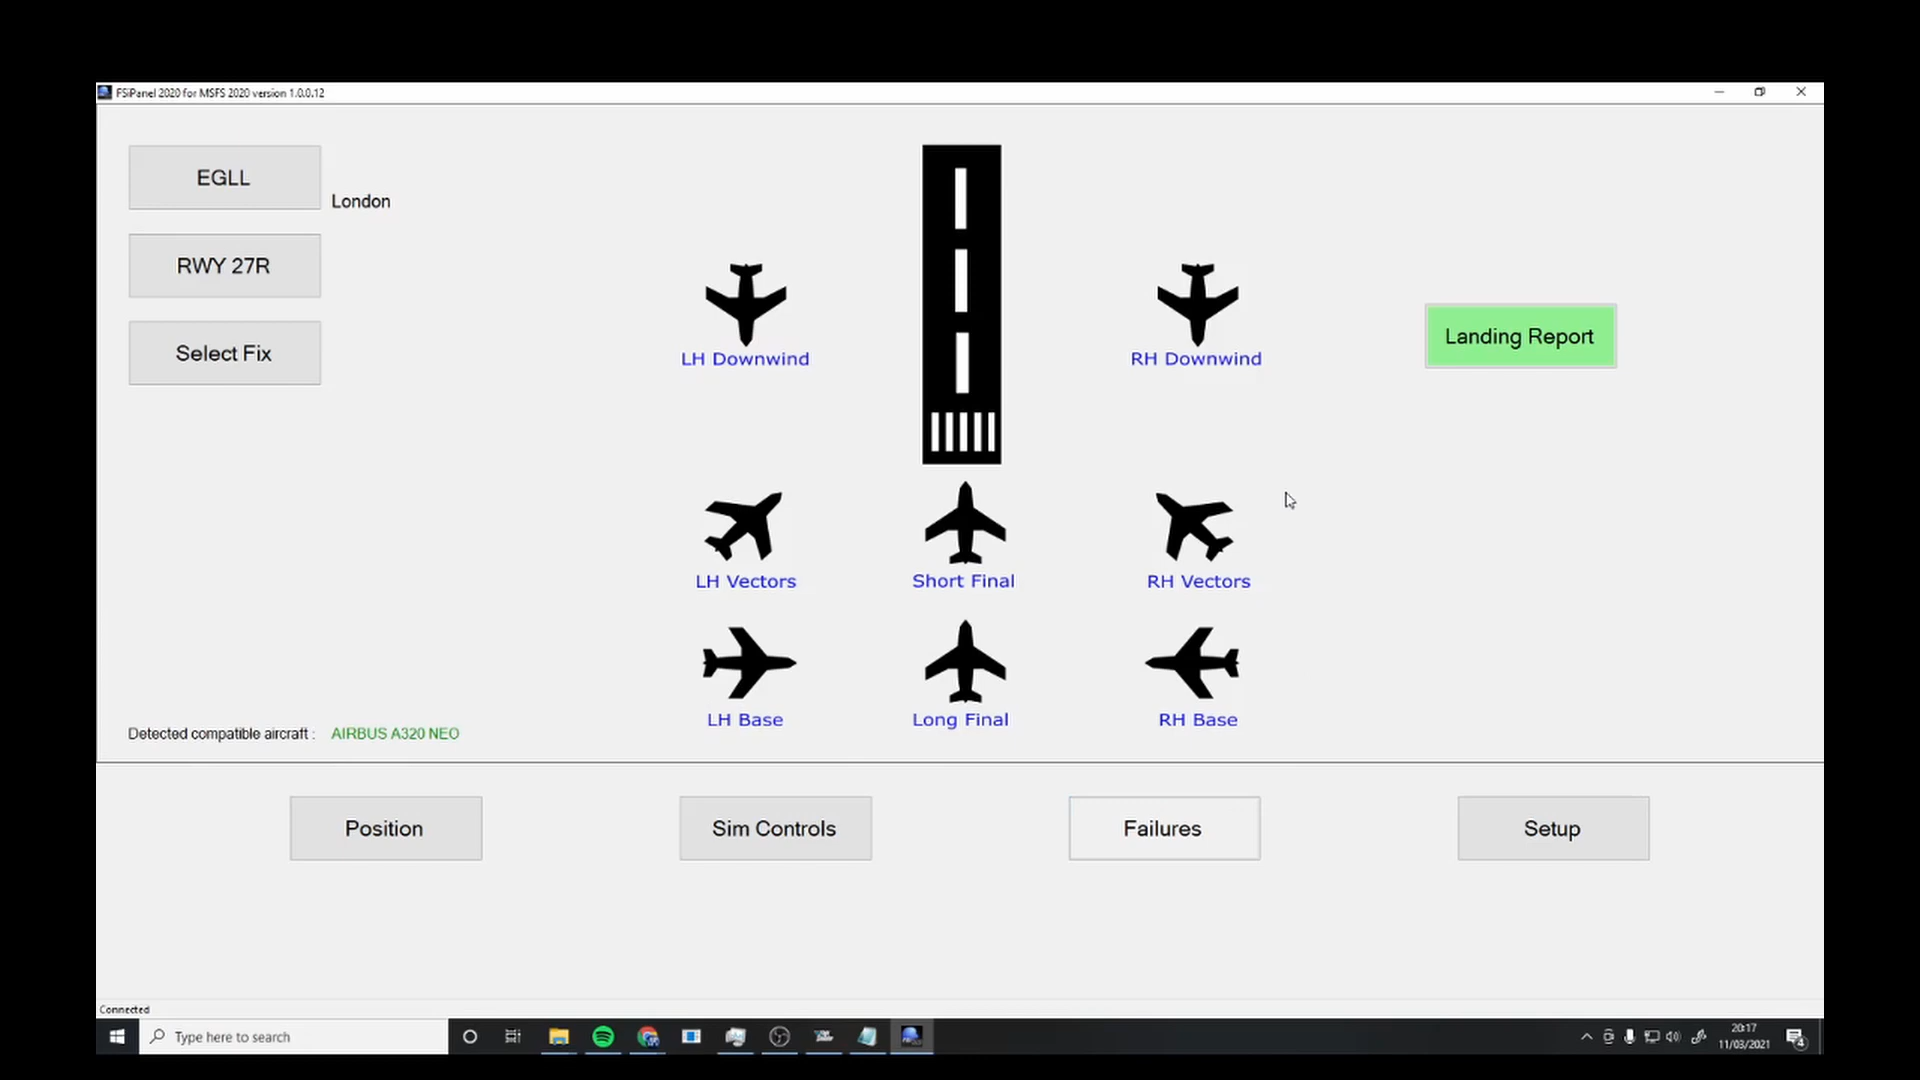 FSiPanel 2020 for MSFS 2020 version 1.0.0.12
EGLL
London
RWY 27R
Select Fix
LH Downwind
RH Downwind
Landing Report
LH Vectors
Short Final
RH Vectors
LH Base
Long Final
RH Base
Detected compatible aircraft : AIRBUS A320 NEO
Position
Sim Controls
Failures
Setup
Connected
Type here to search
20:17
11/03/2021
4